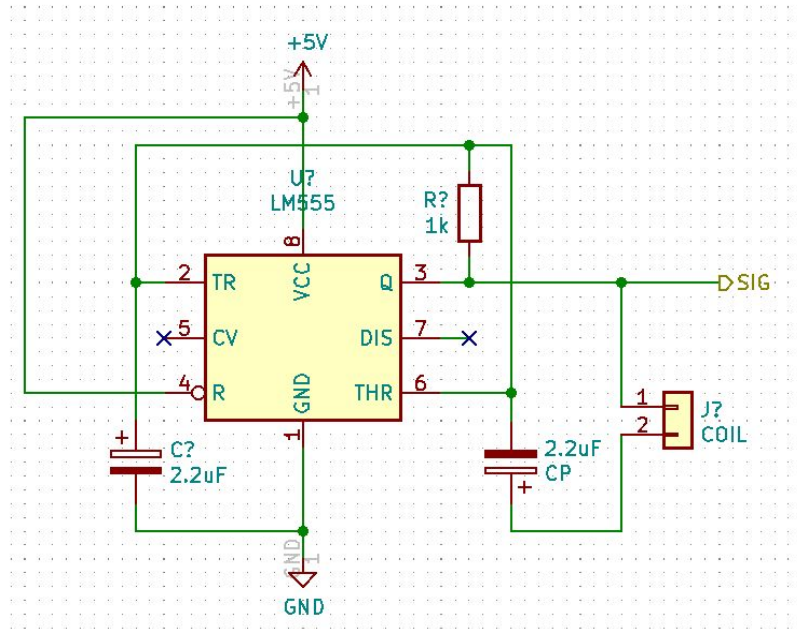 +5V
+5V
1
U?
LM555
8
R?
1k
2
TR
VCC
Q
3
SIG
5
CV
DIS
7
4
R
GND
THR
6
1
1
2
J?
COIL
+
C?
2.2uF
2.2uF
CP
+
GND
1
GND